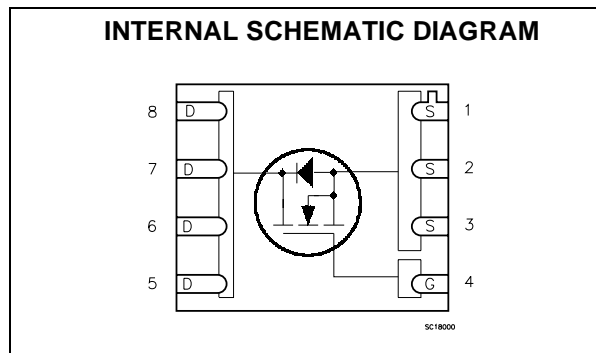 INTERNAL SCHEMATIC DIAGRAM
8 D S 1
7 D S 2
6 D S 3
5 D G 4
SC18000